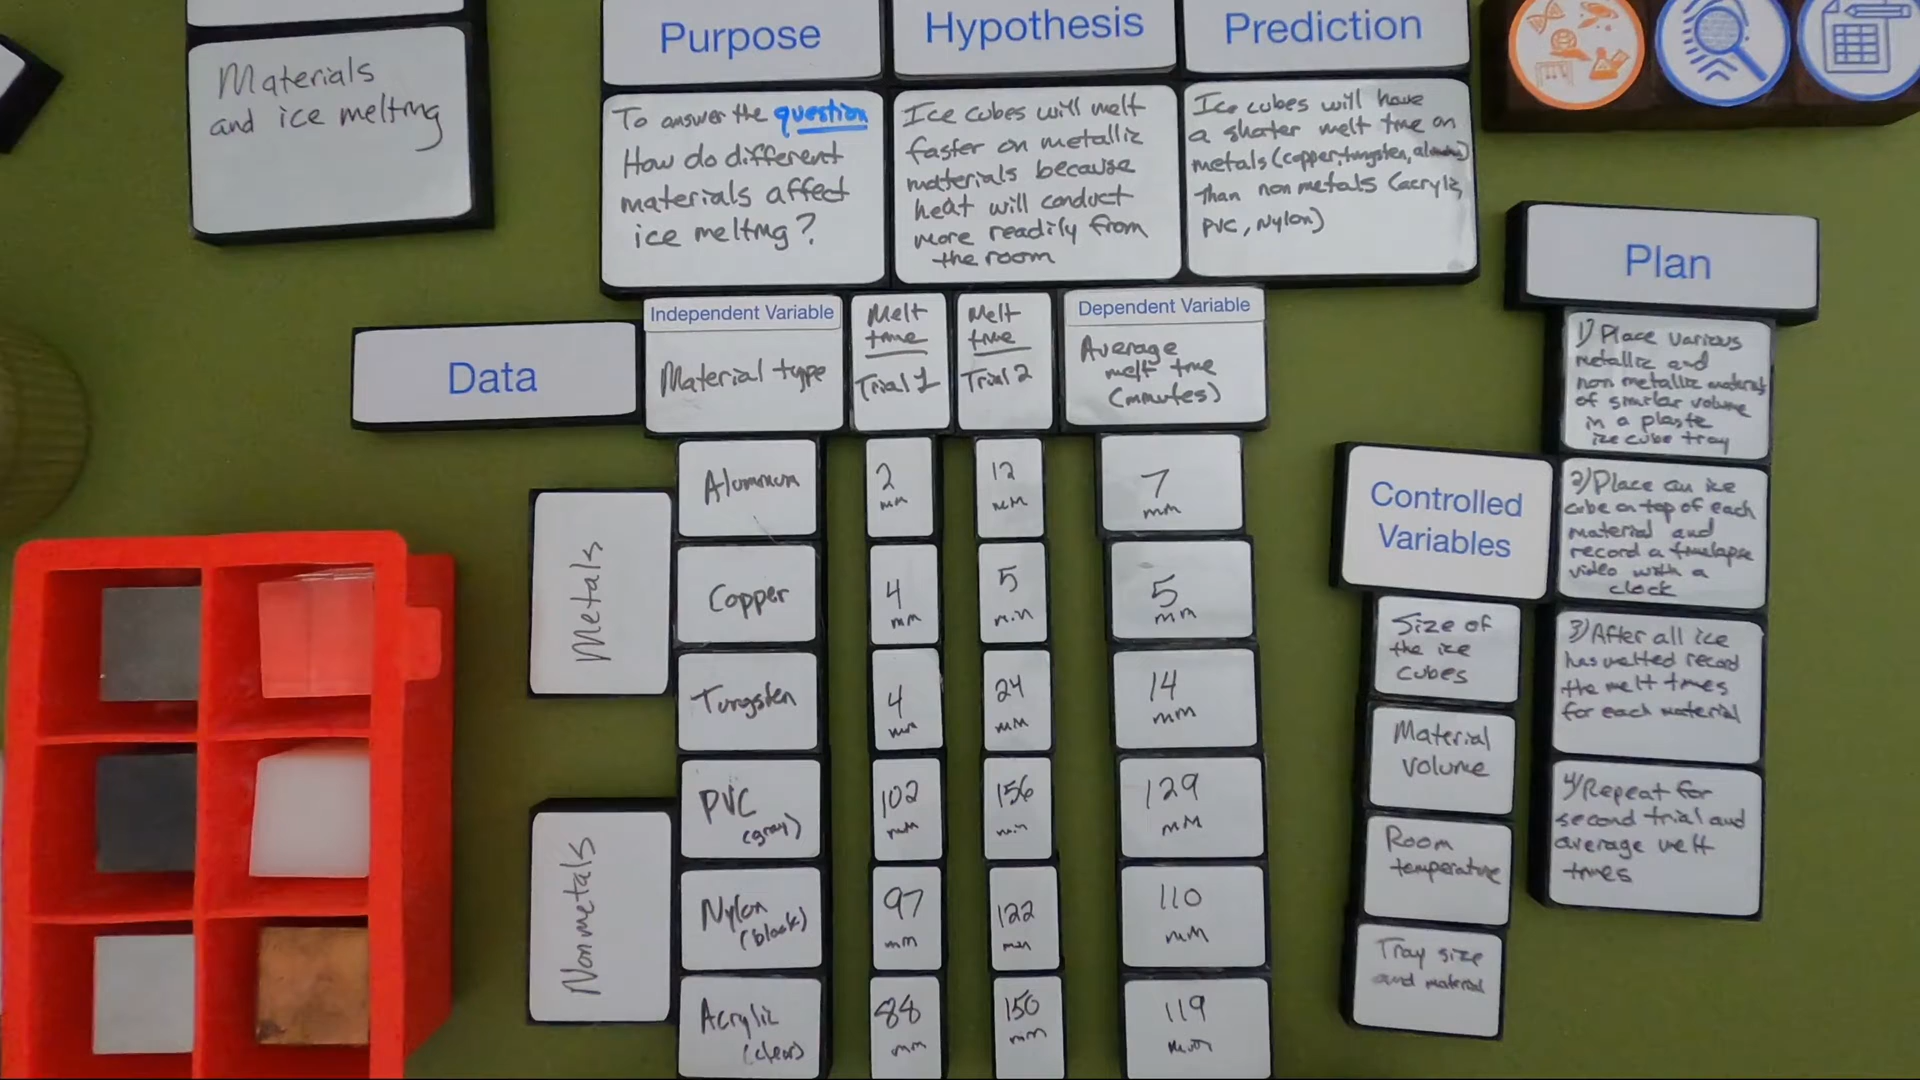 Materials
and ice melting
Purpose
To answer the question
How do different
materials affect
ice melting?
Hypothesis
Ice cubes will melt
faster on metallic
materials because
heat will conduct
more readily from
the room
Prediction
Ice cubes will have
a shorter melt time on
metals (copper, tungsten, aluminum)
than non metals (acrylic,
PVC, Nylon)
Data
Independent Variable
Material type
Melt
time
Trial 1
Melt
time
Trial 2
Dependent Variable
Average
melt time
(minutes)
Metals
Aluminum
2
min
12
min
7
min
Copper
4
min
5
min
5
min
Tungsten
4
min
24
min
14
min
Nonmetals
PVC
(gray)
102
min
156
min
129
min
Nylon
(black)
97
min
122
min
110
min
Acrylic
(clear)
88
min
150
min
119
min
Controlled
Variables
Size of
the ice
cubes
Material
volume
Room
temperature
Tray size
and material
Plan
1) Place various
metallic and
non metallic materials
of similar volume
in a plastic
ice cube tray
2) Place an ice
cube on top of each
material and
record a timelapse
video with a
clock
3) After all ice
has melted record
the melt times
for each material
4) Repeat for
second trial and
average melt
times